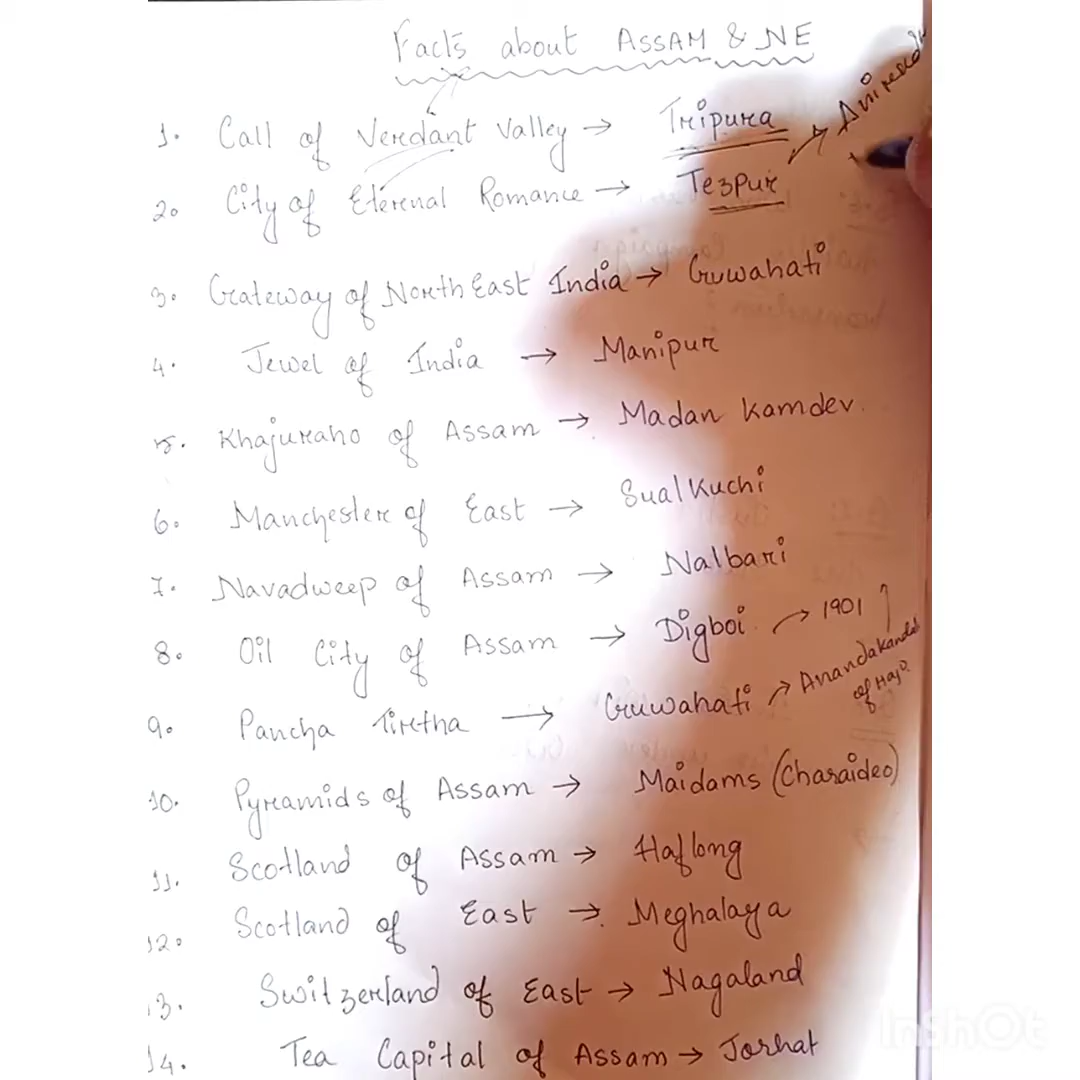 Facts about ASSAM & NE
1. Call of Verdant Valley → Tripura
2. City of Eternal Romance → Tezpur
3. Gateway of North East India → Guwahati
4. Jewel of India → Manipur
5. Khajuraho of Assam → Madan Kamdev
6. Manchester of East → Sualkuchi
7. Navadweep of Assam → Nalbari
8. Oil City of Assam → Digboi → 1901
9. Pancha Tirtha → Guwahati → Anandakanda
of Hajo
10. Pyramids of Assam → Maidams (Charaideo)
11. Scotland of Assam → Haflong
12. Scotland of East → Meghalaya
13. Switzerland of East → Nagaland
14. Tea Capital of Assam → Jorhat
InshOt